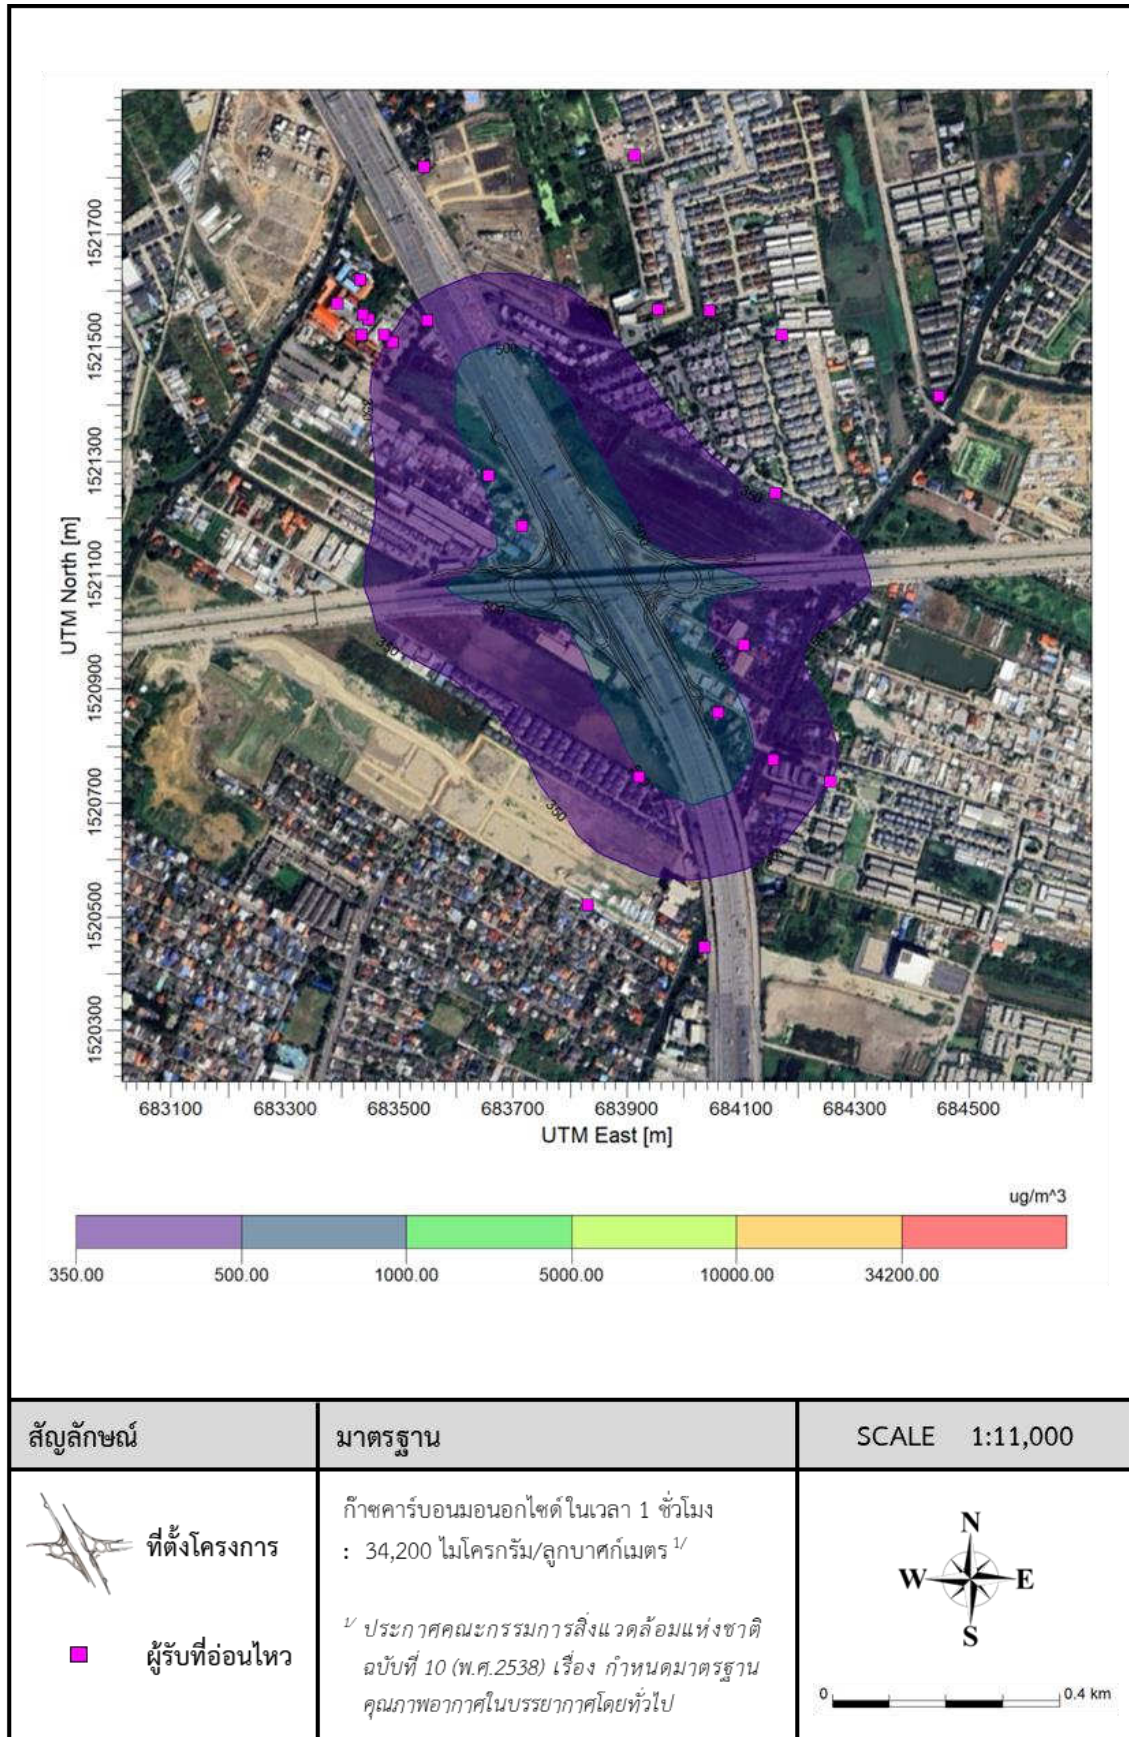 500
350
350
500
500
350
500
350
350
UTM North [m]
1521700
1521500
1521300
1521100
1520900
1520700
1520500
1520300
683100 683300 683500 683700 683900 684100 684300 684500
UTM East [m]
ug/m^3
350.00 500.00 1000.00 5000.00 10000.00 34200.00
สัญลักษณ์
มาตรฐาน
SCALE 1:11,000
ที่ตั้งโครงการ
ผู้รับที่อ่อนไหว
ก๊าซคาร์บอนมอนอกไซด์ในเวลา 1 ชั่วโมง
: 34,200 ไมโครกรัม/ลูกบาศก์เมตร 1/
1/ ประกาศคณะกรรมการสิ่งแวดล้อมแห่งชาติ
ฉบับที่ 10 (พ.ศ.2538) เรื่อง กำหนดมาตรฐาน
คุณภาพอากาศในบรรยากาศโดยทั่วไป
N
W E
S
0 0.4 km